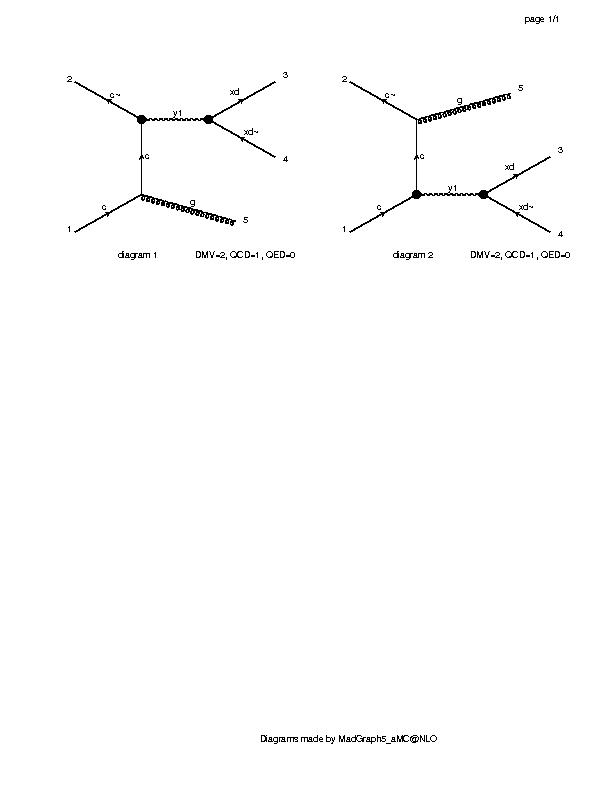 page 1/1
2
c~
y1
xd
3
xd~
4
c
c
g
5
1
diagram 1
DMV=2, QCD=1, QED=0
2
c~
g
5
c
y1
xd
3
xd~
4
c
1
diagram 2
DMV=2, QCD=1, QED=0
Diagrams made by MadGraph5_aMC@NLO